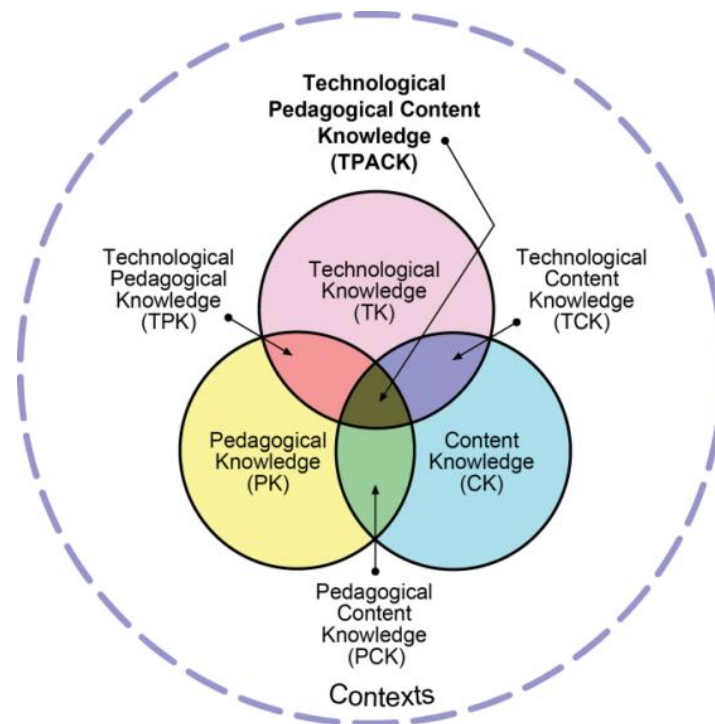 Technological
Pedagogical Content
Knowledge
(TPACK)
Technological
Pedagogical
Knowledge
(TPK)
Technological
Knowledge
(TK)
Technological
Content
Knowledge
(TCK)
Pedagogical
Knowledge
(PK)
Content
Knowledge
(CK)
Pedagogical
Content
Knowledge
(PCK)
Contexts